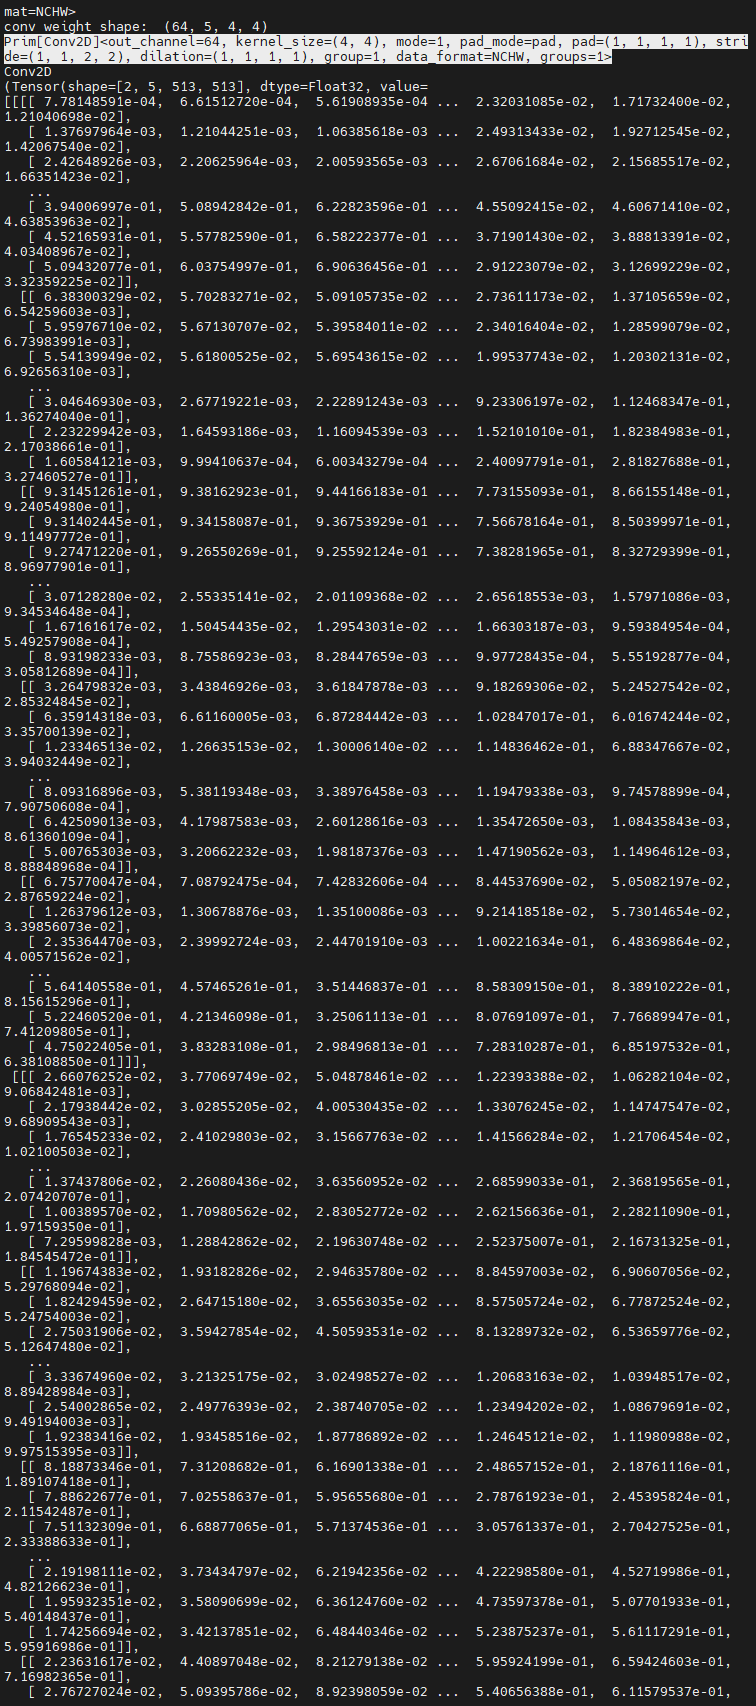 mat=NCHW>
conv weight shape:  (64, 5, 4, 4)
Prim[Conv2D]<out_channel=64, kernel_size=(4, 4), mode=1, pad_mode=pad, pad=(1, 1, 1, 1), stri
de=(1, 1, 2, 2), dilation=(1, 1, 1, 1), group=1, data_format=NCHW, groups=1>
Conv2D
(Tensor(shape=[2, 5, 513, 513], dtype=Float32, value=
[[[[ 7.78148591e-04,  6.61512720e-04,  5.61908935e-04 ...  2.32031085e-02,  1.71732400e-02,
1.21040698e-02],
   [ 1.37697964e-03,  1.21044251e-03,  1.06385618e-03 ...  2.49313433e-02,  1.92712545e-02,
1.42067540e-02],
   [ 2.42648926e-03,  2.20625964e-03,  2.00593565e-03 ...  2.67061684e-02,  2.15685517e-02,
1.66351423e-02],
   ...
   [ 3.94006997e-01,  5.08942842e-01,  6.22823596e-01 ...  4.55092415e-02,  4.60671410e-02,
4.63853963e-02],
   [ 4.52165931e-01,  5.57782590e-01,  6.58222377e-01 ...  3.71901430e-02,  3.88813391e-02,
4.03408967e-02],
   [ 5.09432077e-01,  6.03754997e-01,  6.90636456e-01 ...  2.91223079e-02,  3.12699229e-02,
3.32359225e-02]],
  [[ 6.38300329e-02,  5.70283271e-02,  5.09105735e-02 ...  2.73611173e-02,  1.37105659e-02,
6.54259603e-03],
   [ 5.95976710e-02,  5.67130707e-02,  5.39584011e-02 ...  2.34016404e-02,  1.28599079e-02,
6.73983991e-03],
   [ 5.54139949e-02,  5.61800525e-02,  5.69543615e-02 ...  1.99537743e-02,  1.20302131e-02,
6.92656310e-03],
   ...
   [ 3.04646930e-03,  2.67719221e-03,  2.22891243e-03 ...  9.23306197e-02,  1.12468347e-01,
1.36274040e-01],
   [ 2.23229942e-03,  1.64593186e-03,  1.16094539e-03 ...  1.52101010e-01,  1.82384983e-01,
2.17038661e-01],
   [ 1.60584121e-03,  9.99410637e-04,  6.00343279e-04 ...  2.40097791e-01,  2.81827688e-01,
3.27460527e-01]],
  [[ 9.31451261e-01,  9.38162923e-01,  9.44166183e-01 ...  7.73155093e-01,  8.66155148e-01,
9.24054980e-01],
   [ 9.31402445e-01,  9.34158087e-01,  9.36753929e-01 ...  7.56678164e-01,  8.50399971e-01,
9.11497772e-01],
   [ 9.27471220e-01,  9.26550269e-01,  9.25592124e-01 ...  7.38281965e-01,  8.32729399e-01,
8.96977901e-01],
   ...
   [ 3.07128280e-02,  2.55335141e-02,  2.01109368e-02 ...  2.65618553e-03,  1.57971086e-03,
9.34534648e-04],
   [ 1.67161617e-02,  1.50454435e-02,  1.29543031e-02 ...  1.66303187e-03,  9.59384954e-04,
5.49257908e-04],
   [ 8.93198233e-03,  8.75586923e-03,  8.28447659e-03 ...  9.97728435e-04,  5.55192877e-04,
3.05812689e-04]],
  [[ 3.26479832e-03,  3.43846926e-03,  3.61847878e-03 ...  9.18269306e-02,  5.24527542e-02,
2.85324845e-02],
   [ 6.35914318e-03,  6.61160005e-03,  6.87284442e-03 ...  1.02847017e-01,  6.01674244e-02,
3.35700139e-02],
   [ 1.23346513e-02,  1.26635153e-02,  1.30006140e-02 ...  1.14836462e-01,  6.88347667e-02,
3.94032449e-02],
   ...
   [ 8.09316896e-03,  5.38119348e-03,  3.38976458e-03 ...  1.19479338e-03,  9.74578899e-04,
7.90750608e-04],
   [ 6.42509013e-03,  4.17987583e-03,  2.60128616e-03 ...  1.35472650e-03,  1.08435843e-03,
8.61360109e-04],
   [ 5.00765303e-03,  3.20662232e-03,  1.98187376e-03 ...  1.47190562e-03,  1.14964612e-03,
8.88848968e-04]],
  [[ 6.75770047e-04,  7.08792475e-04,  7.42832606e-04 ...  8.44537690e-02,  5.05082197e-02,
2.87659224e-02],
   [ 1.26379612e-03,  1.30678876e-03,  1.35100086e-03 ...  9.21418518e-02,  5.73014654e-02,
3.39856073e-02],
   [ 2.35364470e-03,  2.39992724e-03,  2.44701910e-03 ...  1.00221634e-01,  6.48369864e-02,
4.00571562e-02],
   ...
   [ 5.64140558e-01,  4.57465261e-01,  3.51446837e-01 ...  8.58309150e-01,  8.38910222e-01,
8.15615296e-01],
   [ 5.22460520e-01,  4.21346098e-01,  3.25061113e-01 ...  8.07691097e-01,  7.76689947e-01,
7.41209805e-01],
   [ 4.75022405e-01,  3.83283108e-01,  2.98496813e-01 ...  7.28310287e-01,  6.85197532e-01,
6.38108850e-01]]],
 [[[ 2.66076252e-02,  3.77069749e-02,  5.04878461e-02 ...  1.22393388e-02,  1.06282104e-02,
9.06842481e-03],
   [ 2.17938442e-02,  3.02855205e-02,  4.00530435e-02 ...  1.33076245e-02,  1.14747547e-02,
9.68909543e-03],
   [ 1.76545233e-02,  2.41029803e-02,  3.15667763e-02 ...  1.41566284e-02,  1.21706454e-02,
1.02100503e-02],
   ...
   [ 1.37437806e-02,  2.26080436e-02,  3.63560952e-02 ...  2.68599033e-01,  2.36819565e-01,
2.07420707e-01],
   [ 1.00389570e-02,  1.70980562e-02,  2.83052772e-02 ...  2.62156636e-01,  2.28211090e-01,
1.97159350e-01],
   [ 7.29599828e-03,  1.28842862e-02,  2.19630748e-02 ...  2.52375007e-01,  2.16731325e-01,
1.84545472e-01]],
  [[ 1.19674383e-02,  1.93182826e-02,  2.94635780e-02 ...  8.84597003e-02,  6.90607056e-02,
5.29768094e-02],
   [ 1.82429459e-02,  2.64715180e-02,  3.65563035e-02 ...  8.57505724e-02,  6.77872524e-02,
5.24754003e-02],
   [ 2.75031906e-02,  3.59427854e-02,  4.50593531e-02 ...  8.13289732e-02,  6.53659776e-02,
5.12647480e-02],
   ...
   [ 3.33674960e-02,  3.21325175e-02,  3.02498527e-02 ...  1.20683163e-02,  1.03948517e-02,
8.89428984e-03],
   [ 2.54002865e-02,  2.49776393e-02,  2.38740705e-02 ...  1.23494202e-02,  1.08679691e-02,
9.49194003e-03],
   [ 1.92383416e-02,  1.93458516e-02,  1.87786892e-02 ...  1.24645121e-02,  1.11980988e-02,
9.97515395e-03]],
  [[ 8.18873346e-01,  7.31208682e-01,  6.16901338e-01 ...  2.48657152e-01,  2.18761116e-01,
1.89107418e-01],
   [ 7.88622677e-01,  7.02558637e-01,  5.95655680e-01 ...  2.78761923e-01,  2.45395824e-01,
2.11542487e-01],
   [ 7.51132309e-01,  6.68877065e-01,  5.71374536e-01 ...  3.05761337e-01,  2.70427525e-01,
2.33388633e-01],
   ...
   [ 2.19198111e-02,  3.73434797e-02,  6.21942356e-02 ...  4.22298580e-01,  4.52719986e-01,
4.82126623e-01],
   [ 1.95932351e-02,  3.58090699e-02,  6.36124760e-02 ...  4.73597378e-01,  5.07701933e-01,
5.40148437e-01],
   [ 1.74256694e-02,  3.42137851e-02,  6.48440346e-02 ...  5.23875237e-01,  5.61117291e-01,
5.95916986e-01]],
  [[ 2.23631617e-02,  4.40897048e-02,  8.21279138e-02 ...  5.95924199e-01,  6.59424603e-01,
7.16982365e-01],
   [ 2.76727024e-02,  5.09395786e-02,  8.92398059e-02 ...  5.40656388e-01,  6.11579537e-01,